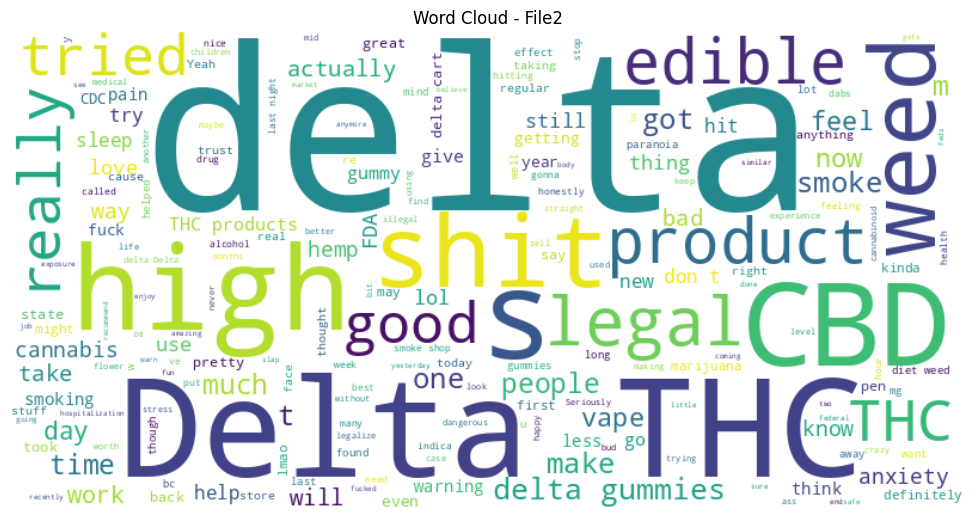 Word Cloud - File2
delta
Delta THC
high
shit
CBD
weed
edible
product
legal
S
good
tried
really
THC
delta gummies
one
people
smoke
anxiety
vape
make
time
work
day
will
t
much
got
feel
now
thing
bad
don t
new
hemp
lol
use
cannabis
take
smoking
help
know
think
go
less
even
warning
actually
gummy
give
love
way
sleep
try
pain
CDC
FDA
still
getting
hit
year
m
great
effect
taking
regular
mind
delta cart
stop
mid
Yeah
nice
children
y
see
medical
market
believe
hitting
last night
trust
maybe
drug
another
cause
helped
called
fuck
THC products
real
illegal
find
using
re
anymore
well
body
gonna
honestly
paranoia
similar
keep
anything
lot
dabs
gets
feds
in
straight
experience
feeling
cannabinoid
health
kinda
right
done
used
say
sell
better
may
bit
alcohol
months
never
life
delta Delta
exposure
enjoy
state
might
job
recommend
amazing
thought
smoke shop
long
today
yesterday
week
gummies
making
marijuana
coming
level
hour
diet weed
pen
mg
two
federal
little
look
Seriously
first
best
without
put
face
slap
pretty
ve
fun
warn
w
flower
stuff
going
hospitalization
took
stress
though
worth
bc
back
store
lmao
many
legalize
found
indica
case
dangerous
u
happy
bud
trying
away
crazy
want
definitely
sure
ass
end
safe
need
last
fucked
recently